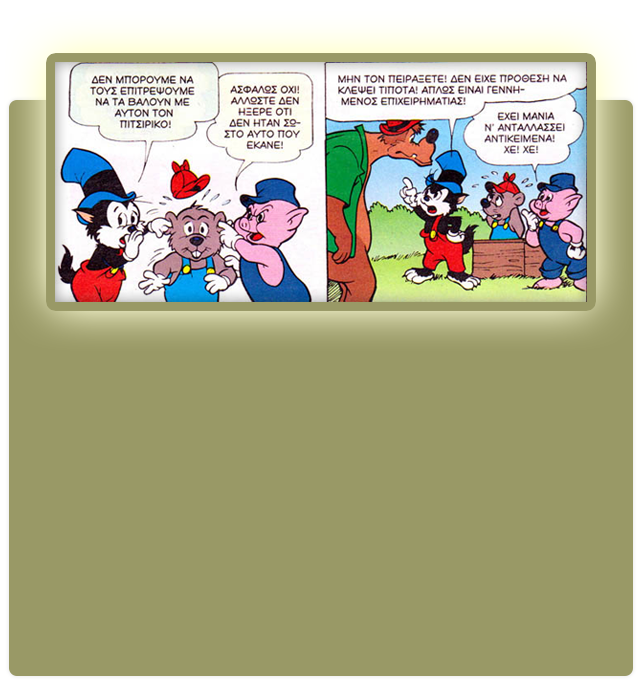 ΔΕΝ ΜΠΟΡΟΥΜΕ ΝΑ
ΤΟΥΣ ΕΠΙΤΡΕΨΟΥΜΕ
ΝΑ ΤΑ ΒΑΛΟΥΝ ΜΕ
ΑΥΤΟΝ ΤΟΝ
ΠΙΤΣΙΡΙΚΟ!
ΑΣΦΑΛΩΣ ΟΧΙ!
ΑΛΛΩΣΤΕ ΔΕΝ
ΗΞΕΡΕ ΟΤΙ
ΔΕΝ ΗΤΑΝ ΣΩ-
ΣΤΟ ΑΥΤΟ ΠΟΥ
ΕΚΑΝΕ!
ΜΗΝ ΤΟΝ ΠΕΙΡΑΞΕΤΕ! ΔΕΝ ΕΙΧΕ ΠΡΟΘΕΣΗ ΝΑ
ΚΛΕΨΕΙ ΤΙΠΟΤΑ! ΑΠΛΩΣ ΕΙΝΑΙ ΓΕΝΝΗ-
ΜΕΝΟΣ ΕΠΙΧΕΙΡΗΜΑΤΙΑΣ!
ΕΧΕΙ ΜΑΝΙΑ
Ν' ΑΝΤΑΛΛΑΣΣΕΙ
ΑΝΤΙΚΕΙΜΕΝΑ!
ΧΕ! ΧΕ!